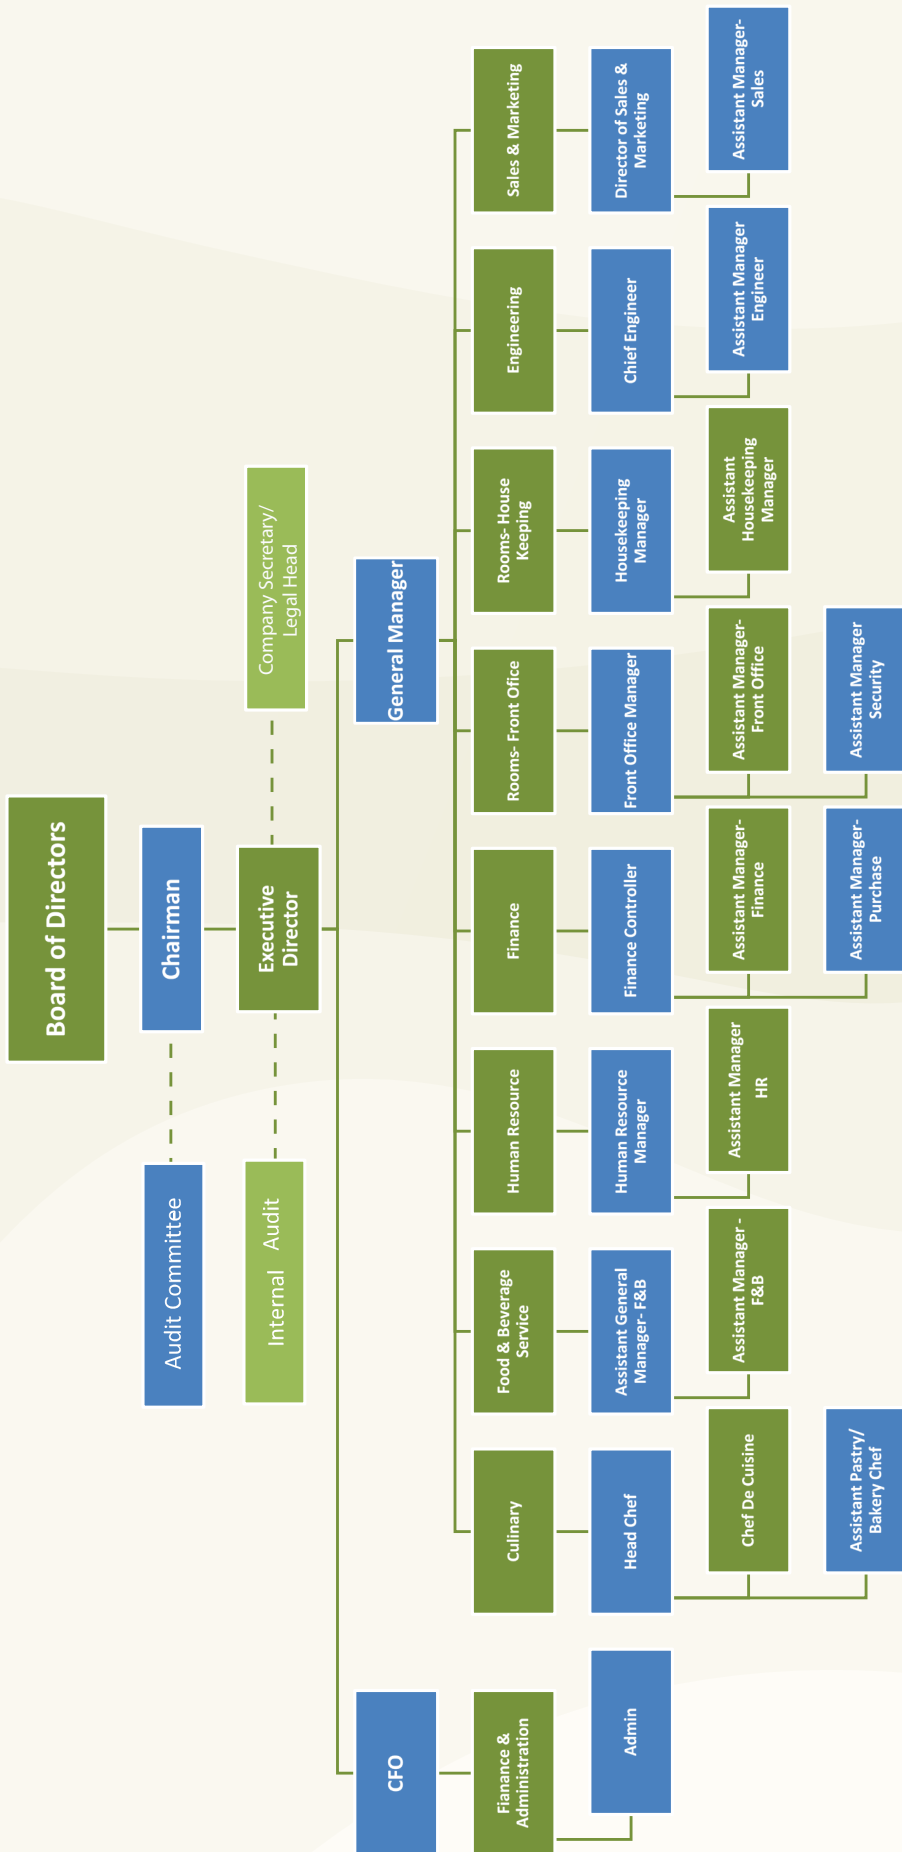 Board of Directors
Audit Committee
Chairman
Internal Audit
Executive
Director
Company Secretary/
Legal Head
CFO
General Manager
Fianance &
Administration
Culinary
Food & Beverage
Service
Human Resource
Finance
Rooms- Front Ofice
Rooms- House
Keeping
Engineering
Sales & Marketing
Admin
Head Chef
Assistant General
Manager- F&B
Human Resource
Manager
Finance Controller
Front Office Manager
Housekeeping
Manager
Chief Engineer
Director of Sales &
Marketing
Chef De Cuisine
Assistant Manager -
F&B
Assistant Manager
HR
Assistant Manager-
Finance
Assistant Manager-
Front Office
Assistant
Housekeeping
Manager
Assistant Manager
Engineer
Assistant Manager-
Sales
Assistant Pastry/
Bakery Chef
Assistant Manager-
Purchase
Assistant Manager
Security